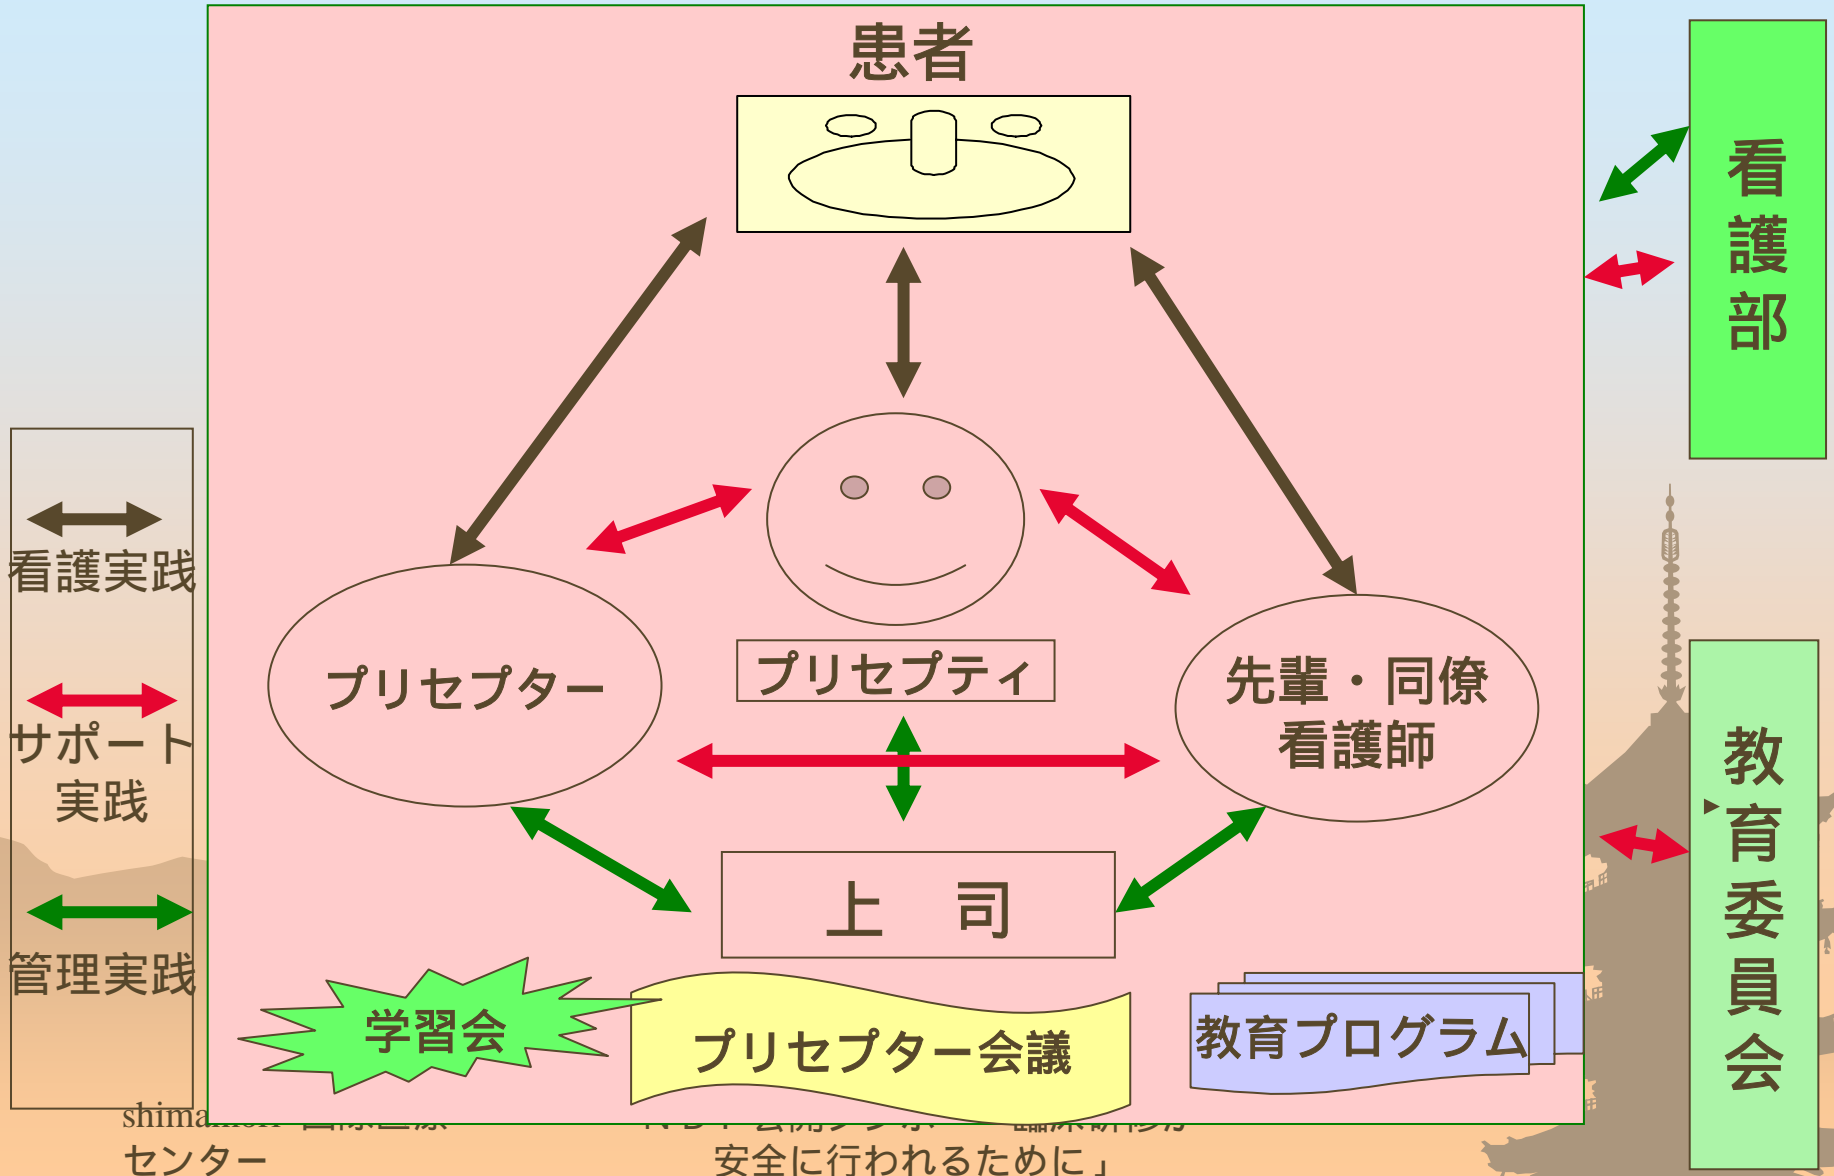 患者
看護部
看護実践
サポート
実践
管理実践
プリセプター
プリセプティ
先輩・同僚
看護師
上　司
教育委員会
学習会
プリセプター会議
教育プログラム
センター
安全に行われるために」